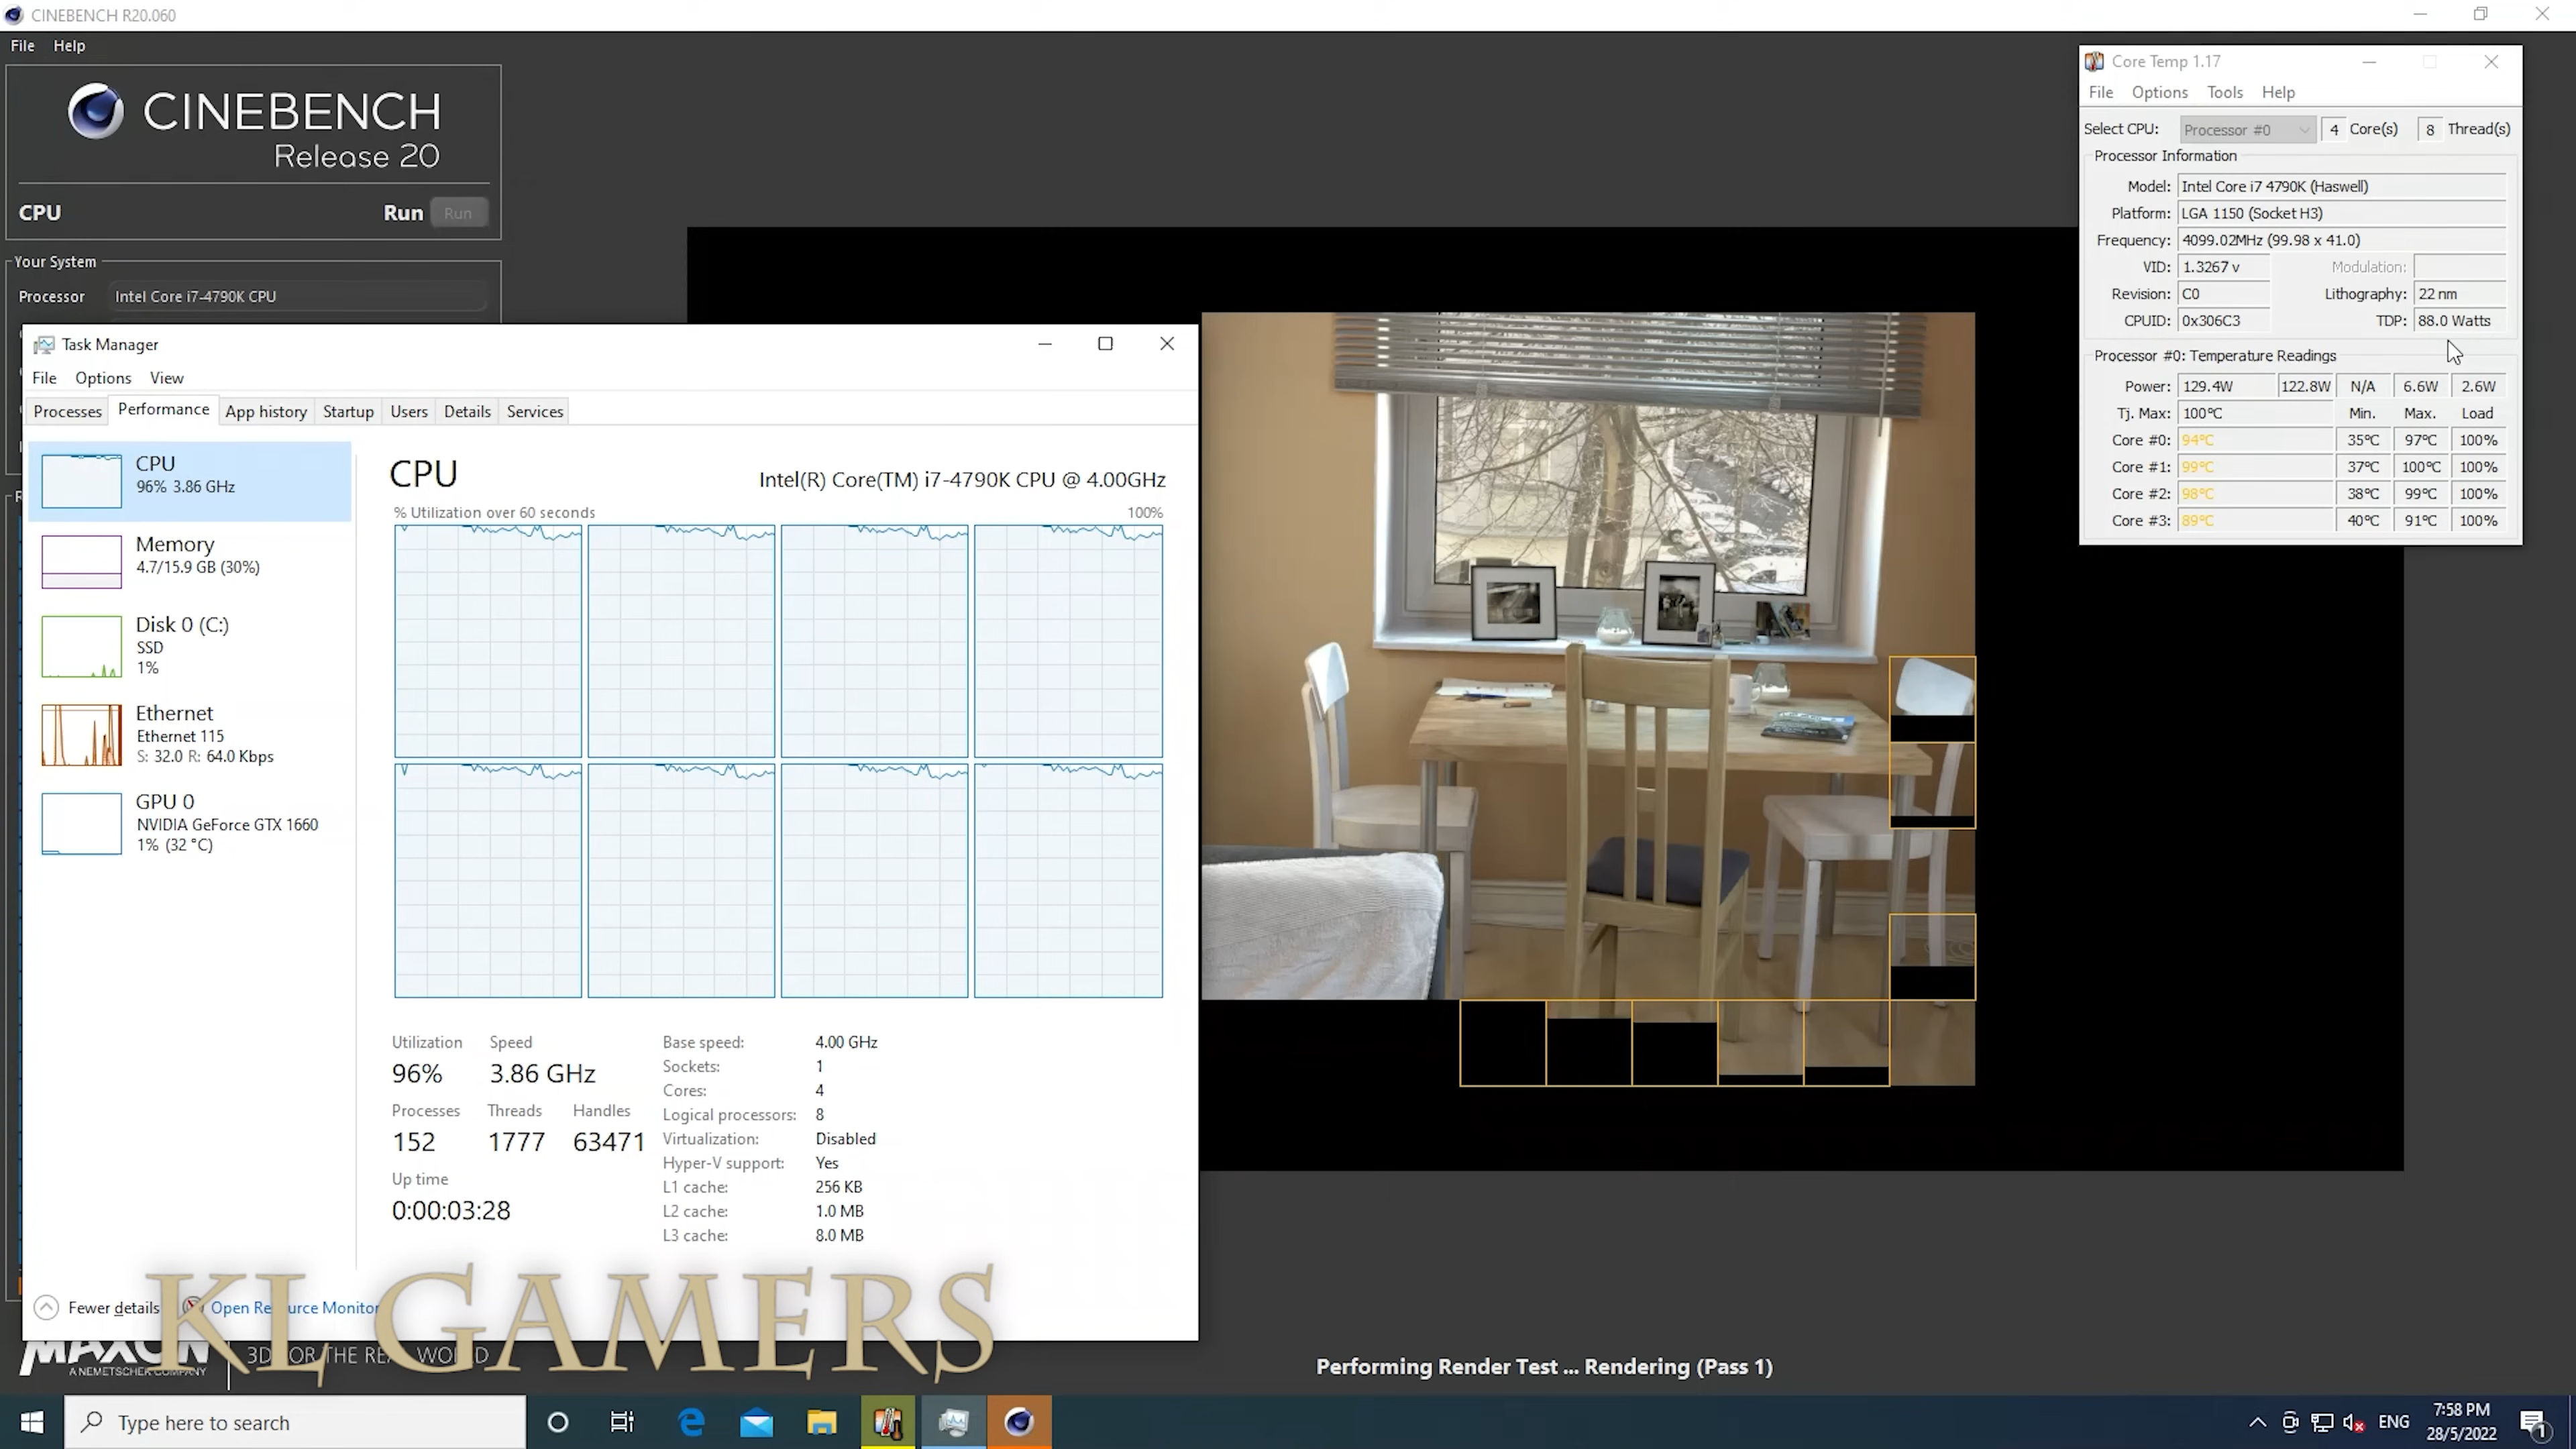 CINEBENCH R20.060
File Help
CINEBENCH
Release 20
CPU Run Run
Your System
Processor Intel Core i7-4790K CPU
Task Manager
File Options View
Processes Performance App history Startup Users Details Services
CPU
96% 3.86 GHz
Memory
4.7/15.9 GB (30%)
Disk 0 (C:)
SSD
1%
Ethernet
Ethernet 115
S: 32.0 R: 64.0 Kbps
GPU 0
NVIDIA GeForce GTX 1660
1% (32 °C)
CPU Intel(R) Core(TM) i7-4790K CPU @ 4.00GHz
% Utilization over 60 seconds 100%
Utilization Speed
96% 3.86 GHz
Processes Threads Handles
152 1777 63471
Up time
0:00:03:28
Base speed: 4.00 GHz
Sockets: 1
Cores: 4
Logical processors: 8
Virtualization: Disabled
Hyper-V support: Yes
L1 cache: 256 KB
L2 cache: 1.0 MB
L3 cache: 8.0 MB
Fewer details Open Resource Monitor
KL GAMERS
MAXON
A NEMETSCHEK COMPANY
3D FOR THE REAL WORLD
Core Temp 1.17
File Options Tools Help
Select CPU: Processor #0 4 Core(s) 8 Thread(s)
Processor Information
Model: Intel Core i7 4790K (Haswell)
Platform: LGA 1150 (Socket H3)
Frequency: 4099.02MHz (99.98 x 41.0)
VID: 1.3267 v Modulation:
Revision: C0 Lithography: 22 nm
CPUID: 0x306C3 TDP: 88.0 Watts
Processor #0: Temperature Readings
Power: 129.4W 122.8W N/A 6.6W 2.6W
Tj. Max: 100°C Min. Max. Load
Core #0: 94°C 35°C 97°C 100%
Core #1: 99°C 37°C 100°C 100%
Core #2: 98°C 38°C 99°C 100%
Core #3: 89°C 40°C 91°C 100%
Performing Render Test ... Rendering (Pass 1)
Type here to search
ENG
7:58 PM
28/5/2022
1